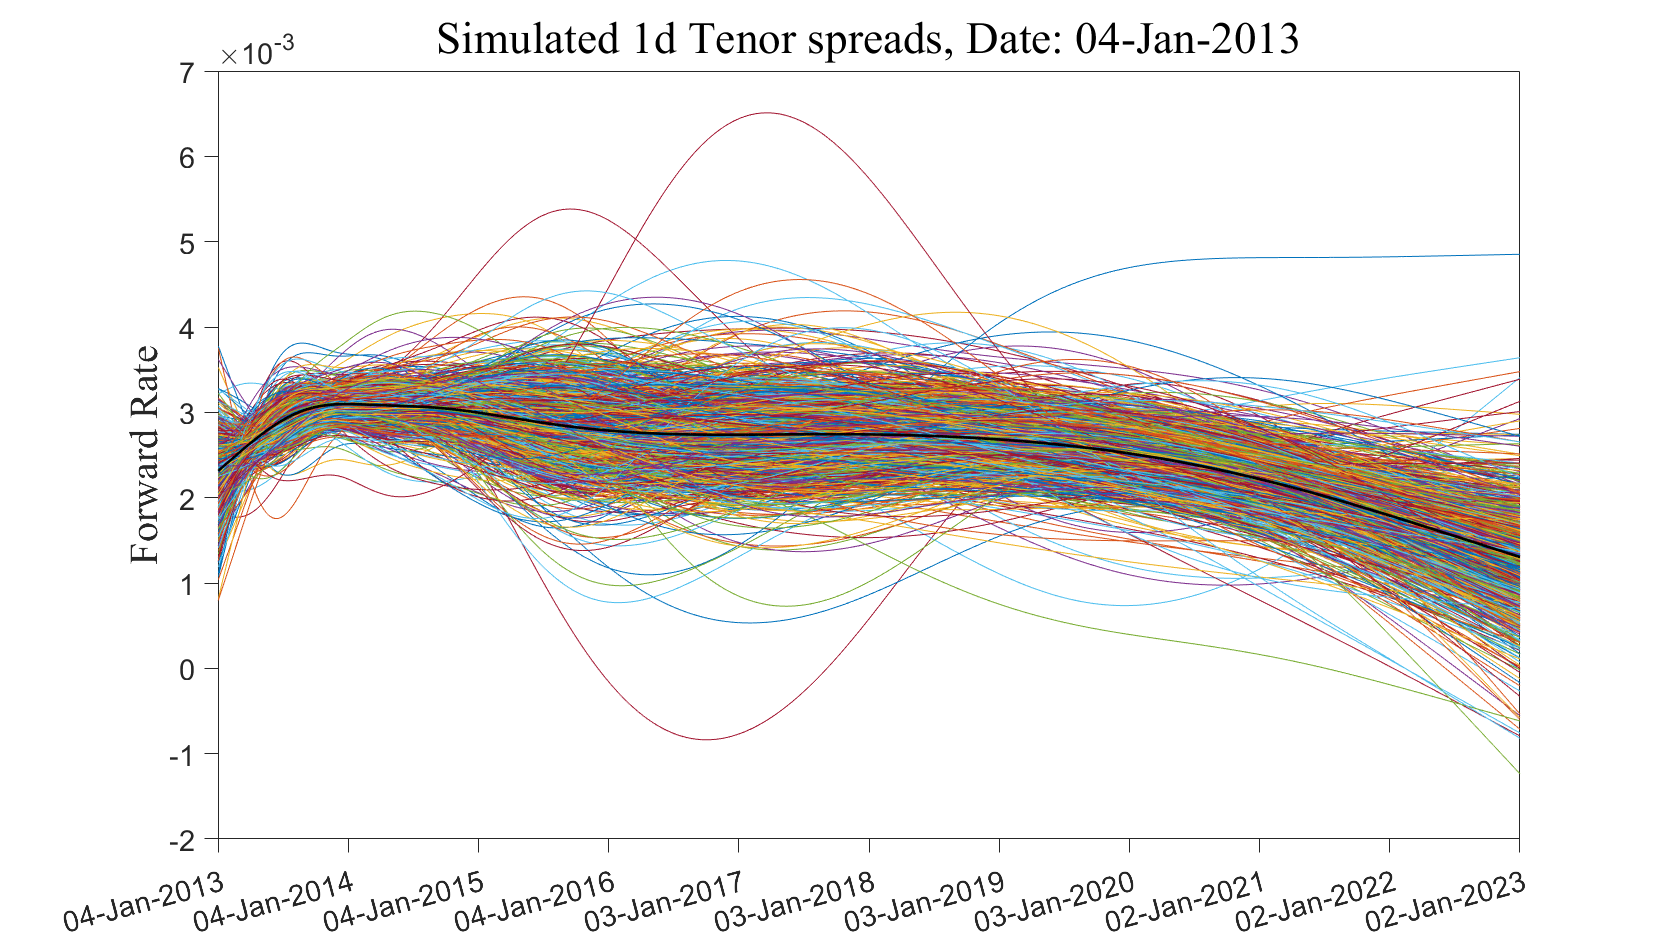 Simulated 1d Tenor spreads, Date: 04-Jan-2013
×10-3
7
6
5
4
3
2
1
0
-1
-2
Forward Rate
04-Jan-2013
04-Jan-2014
04-Jan-2015
04-Jan-2016
03-Jan-2017
03-Jan-2018
03-Jan-2019
03-Jan-2020
02-Jan-2021
02-Jan-2022
02-Jan-2023